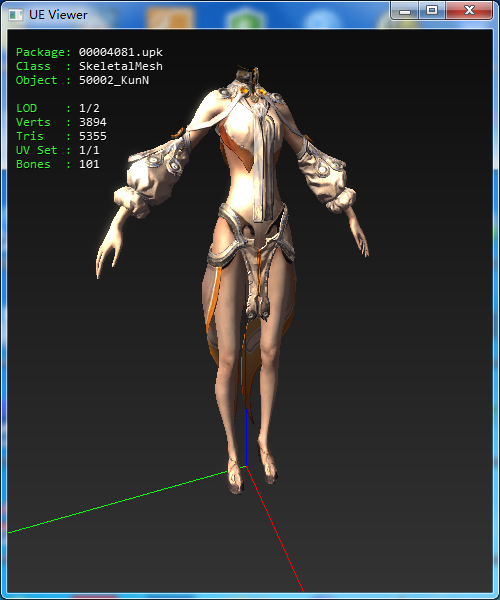 UE Viewer
Package: 00004081.upk
Class : SkeletalMesh
Object : 50002_KunN
LOD : 1/2
Verts : 3894
Tris : 5355
UV Set : 1/1
Bones : 101